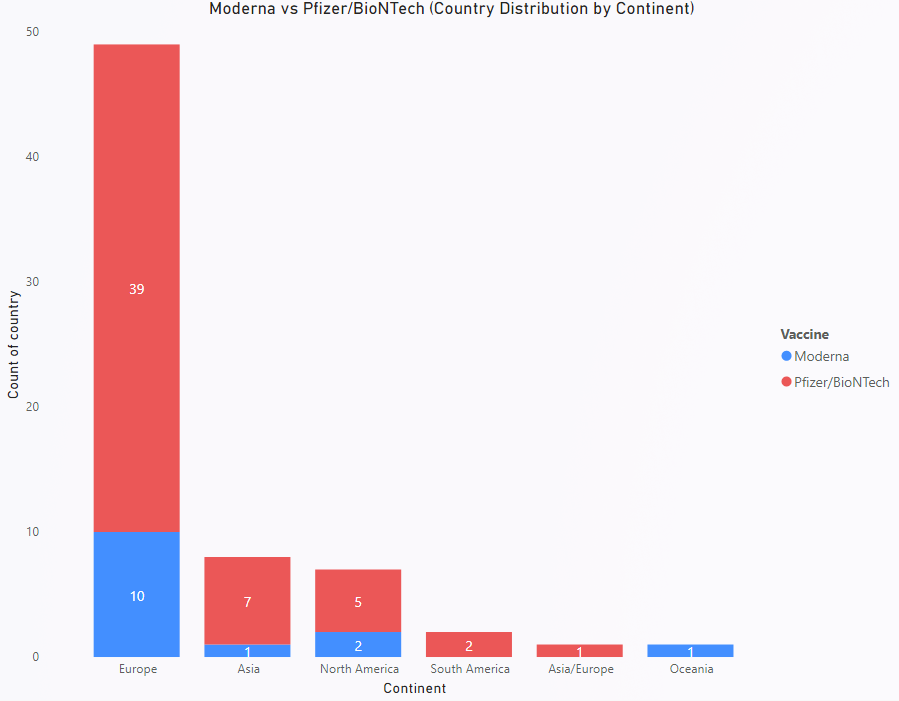 Moderna vs Pfizer/BioNTech (Country Distribution by Continent)
50
40
30
20
10
0
Count of country
39
10
7
1
5
2
2
1
1
Europe
Asia
North America
South America
Asia/Europe
Oceania
Continent
Vaccine
Moderna
Pfizer/BioNTech